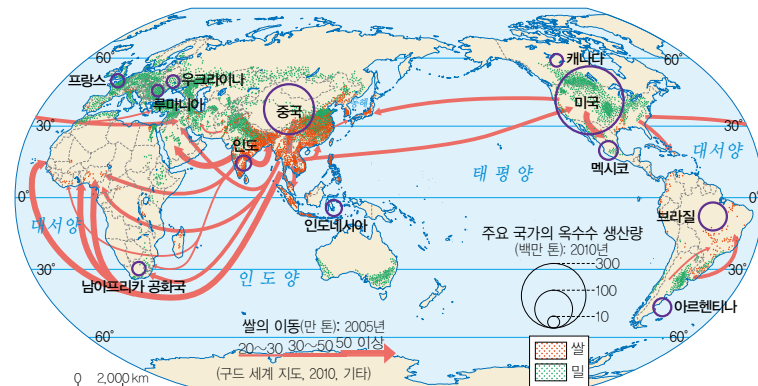 60°
60°
캐나다
프랑스
우크라이나
루마니아
중국
미국
30°
30°
인도
멕시코
대서양
태평양
0°
0°
대서양
인도네시아
브라질
주요 국가의 옥수수 생산량
(백만 톤): 2010년
300
100
10
30°
30°
남아프리카 공화국
인도양
아르헨티나
쌀의 이동(만 톤): 2005년
20~30 30~50 50 이상
60°
60°
쌀
밀
(구드 세계 지도, 2010, 기타)
0 2,000km